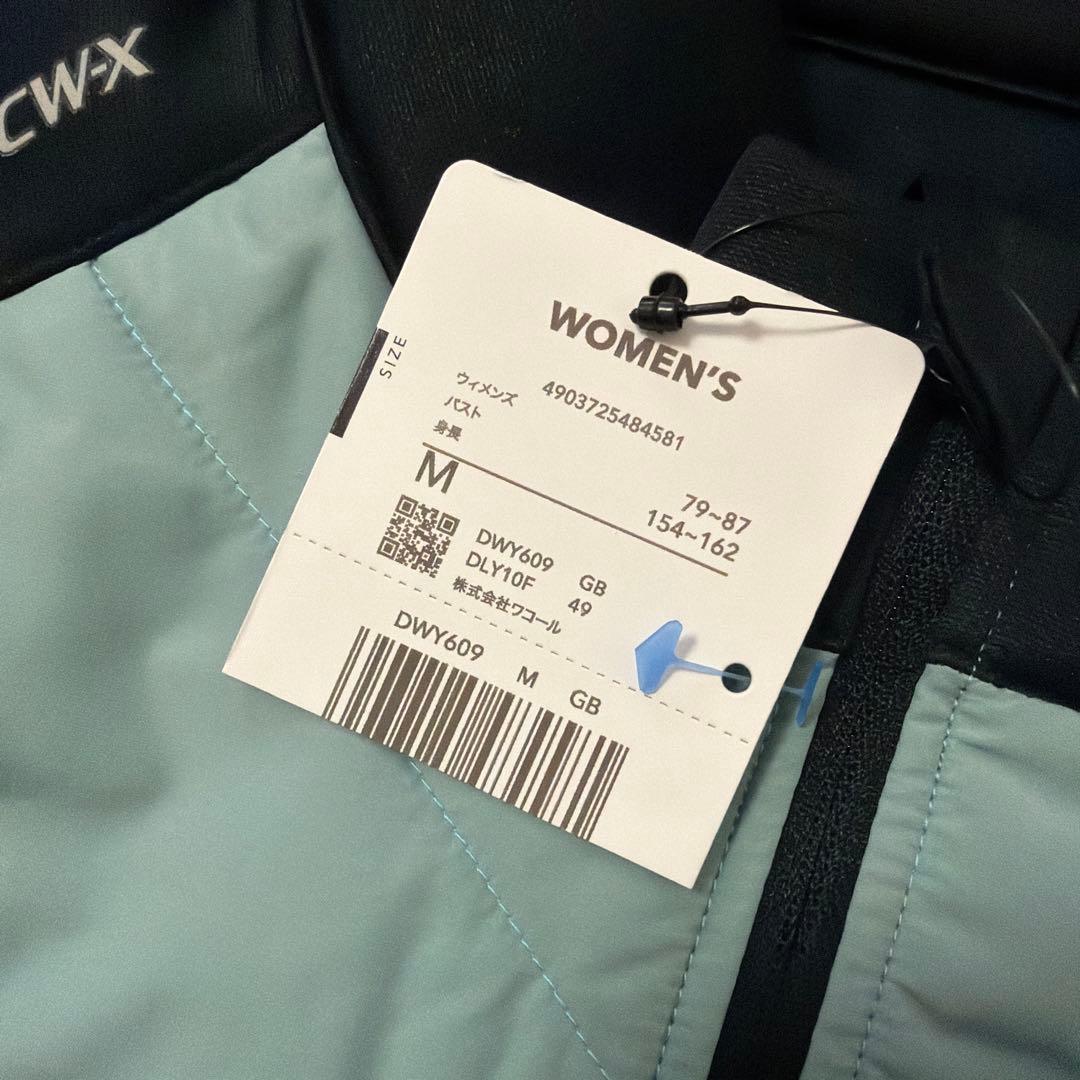 CW-X
WOMEN'S
SIZE
ウィメンズ 4903725484581
バスト 79~87
身長 154~162
M
DWY609 GB
DLY10F 49
株式会社ワコール
DWY609 M GB